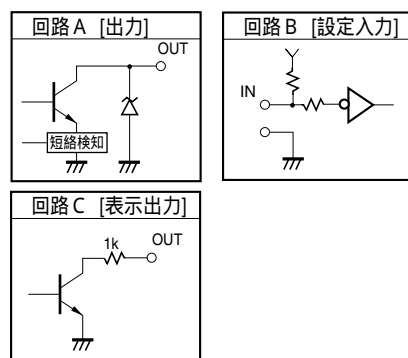 回路A [出力]
OUT
短絡検知
回路B [設定入力]
IN
回路C [表示出力]
1k
OUT